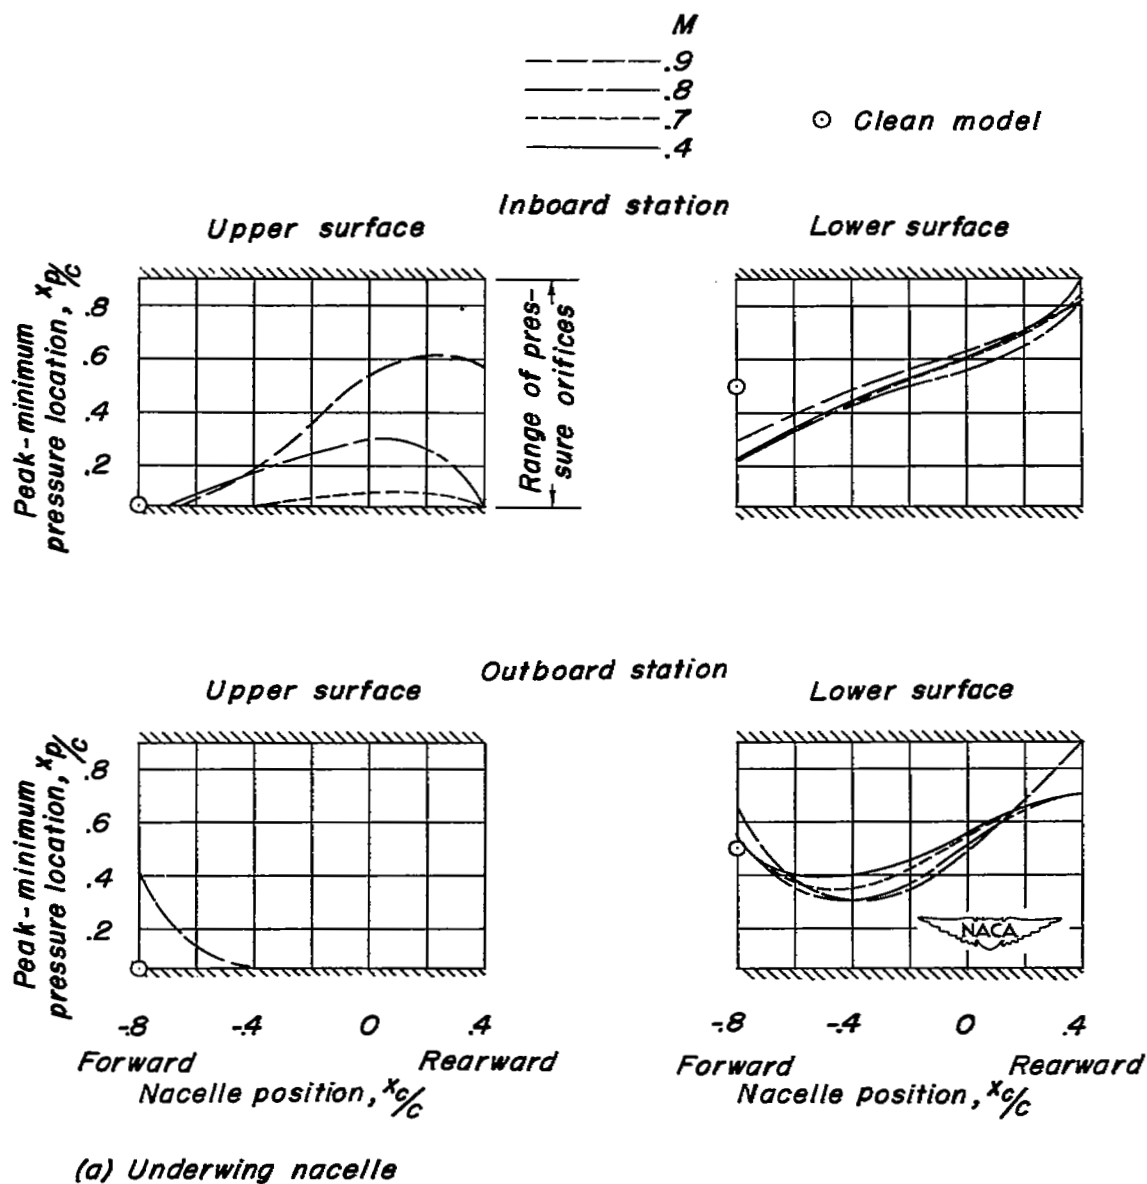 M
.9
.8
.7
.4
Clean model
Inboard station
Upper surface
Lower surface
Peak-minimum
pressure location, xp/c
.8
.6
.4
.2
Range of pres-
sure orifices
Outboard station
Upper surface
Lower surface
Peak-minimum
pressure location, xp/c
.8
.6
.4
.2
NACA
-.8
-.4
0
.4
Forward
Rearward
Nacelle position, xc/c
-.8
-.4
0
.4
Forward
Rearward
Nacelle position, xc/c
(a) Underwing nacelle